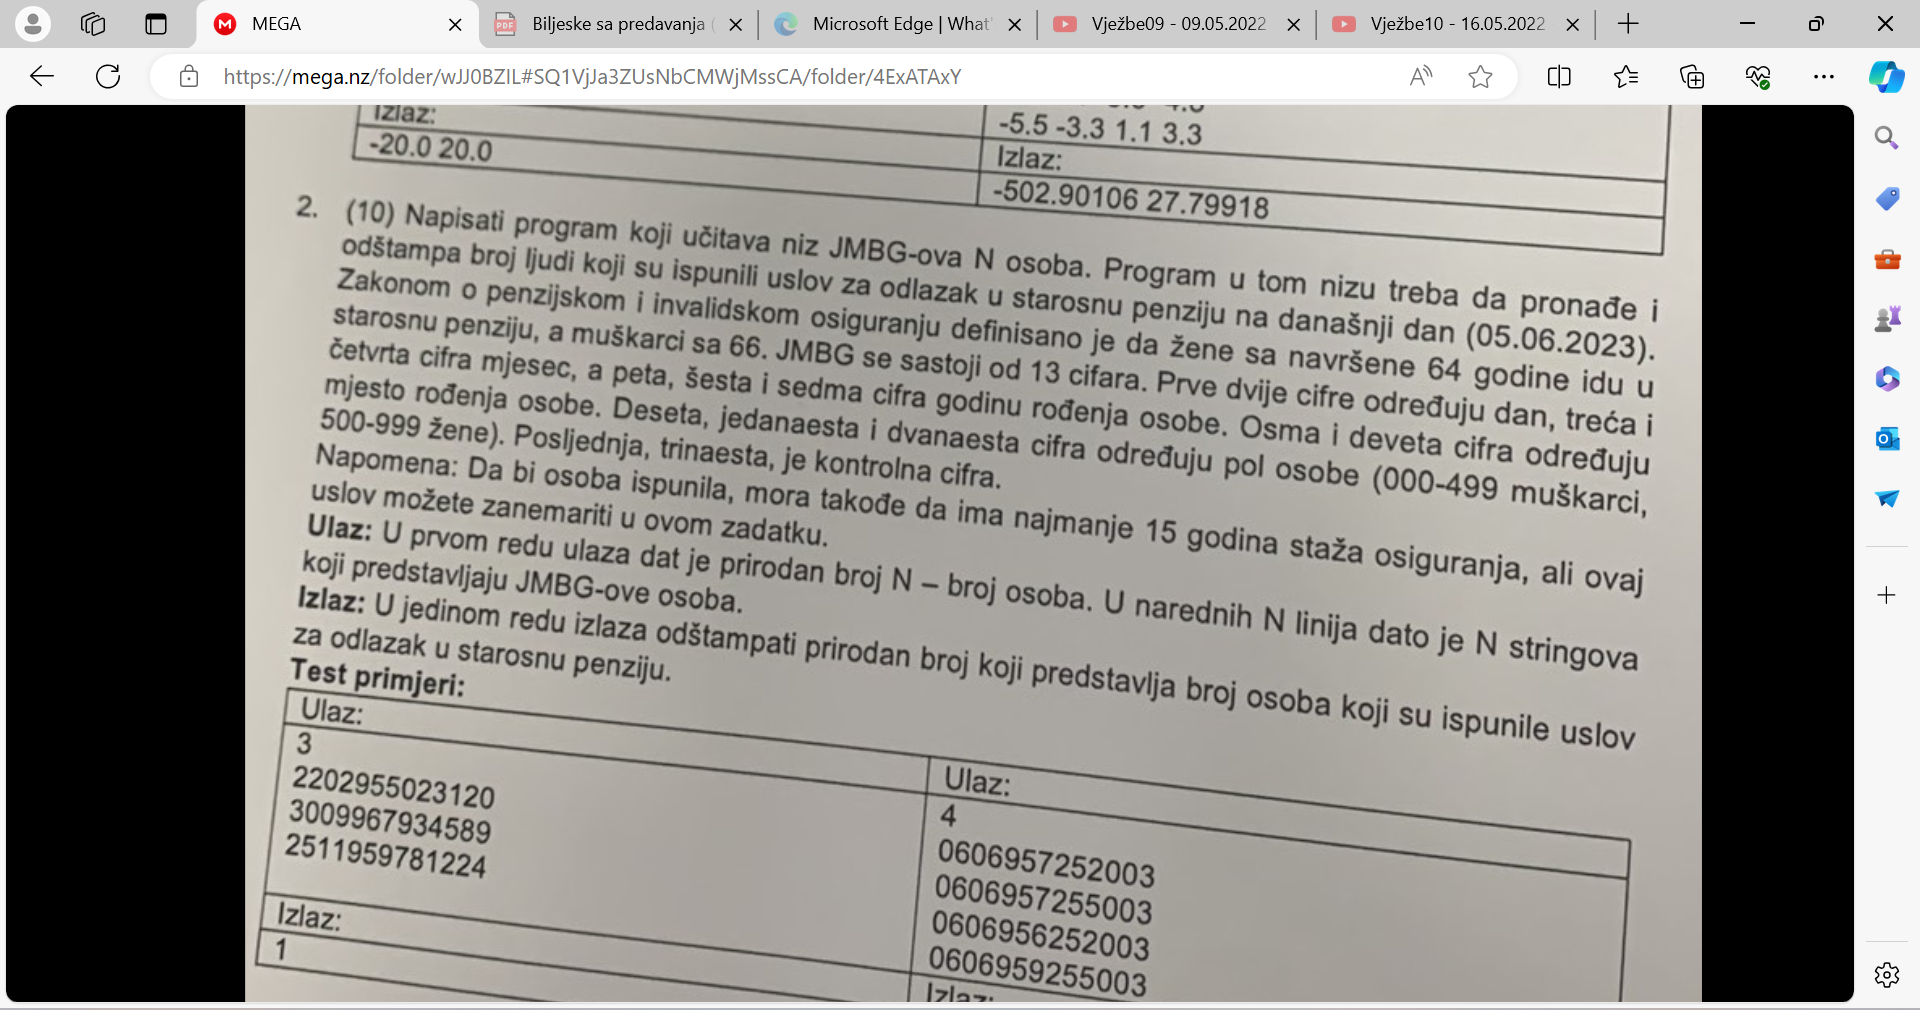 MEGA
Biljeske sa predavanja
Microsoft Edge | What'
Vježbe09 - 09.05.2022
Vježbe10 - 16.05.2022
https://mega.nz/folder/wJJ0BZIL#SQ1VjJa3ZUsNbCMWjMssCA/folder/4ExATAxY
Izlaz:
-20.0 20.0
-5.5 -3.3 1.1 3.3
Izlaz:
-502.90106 27.79918
2. (10) Napisati program koji učitava niz JMBG-ova N osoba. Program u tom nizu treba da pronađe i
odštampa broj ljudi koji su ispunili uslov za odlazak u starosnu penziju na današnji dan (05.06.2023).
Zakonom o penzijskom i invalidskom osiguranju definisano je da žene sa navršene 64 godine idu u
starosnu penziju, a muškarci sa 66. JMBG se sastoji od 13 cifara. Prve dvije cifre određuju dan, treća i
četvrta cifra mjesec, a peta, šesta i sedma cifra godinu rođenja osobe. Osma i deveta cifra određuju
mjesto rođenja osobe. Deseta, jedanaesta i dvanaesta cifra određuju pol osobe (000-499 muškarci,
500-999 žene). Posljednja, trinaesta, je kontrolna cifra.
Napomena: Da bi osoba ispunila, mora takođe da ima najmanje 15 godina staža osiguranja, ali ovaj
uslov možete zanemariti u ovom zadatku.
Ulaz: U prvom redu ulaza dat je prirodan broj N – broj osoba. U narednih N linija dato je N stringova
koji predstavljaju JMBG-ove osoba.
Izlaz: U jedinom redu izlaza odštampati prirodan broj koji predstavlja broj osoba koji su ispunile uslov
za odlazak u starosnu penziju.
Test primjeri:
Ulaz:
3
2202955023120
3009967934589
2511959781224
Izlaz:
1
Ulaz:
4
0606957252003
0606957255003
0606956252003
0606959255003
Izlaz: